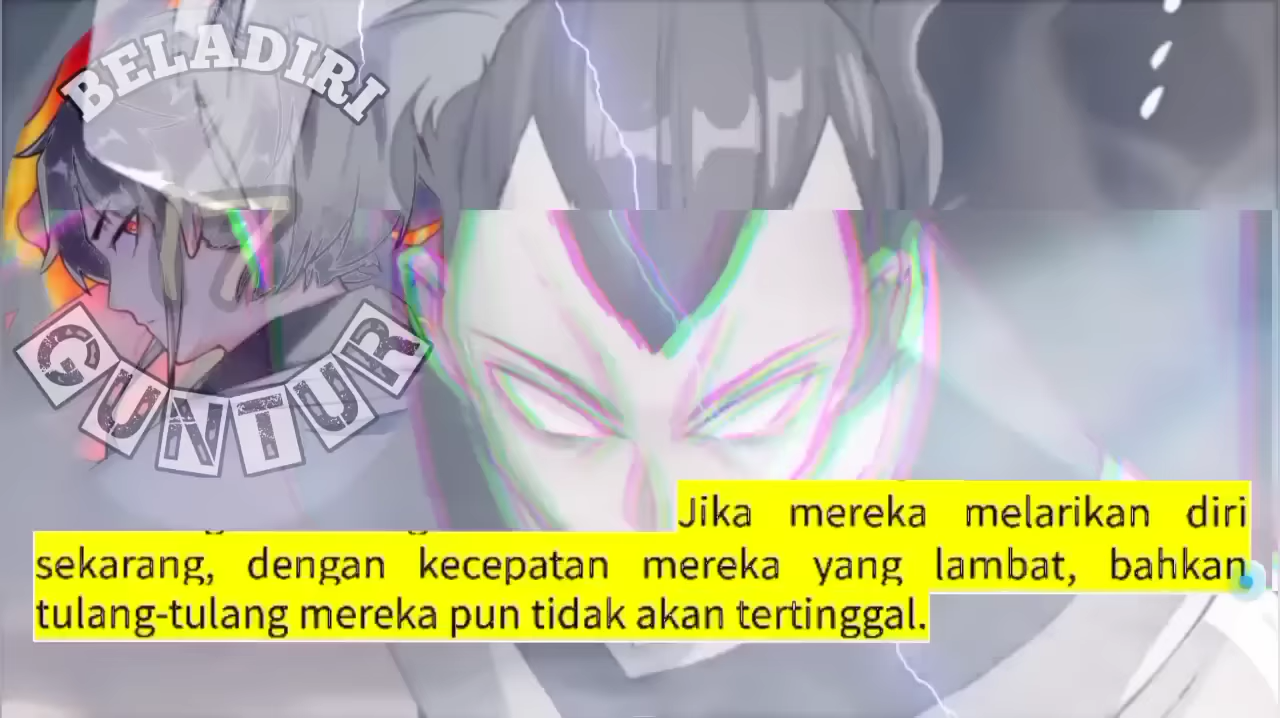 BELADIRI
7
GUNTUR
Jika mereka melarikan diri
sekarang, dengan kecepatan mereka yang lambat, bahkan
tulang-tulang mereka pun tidak akan tertinggal.